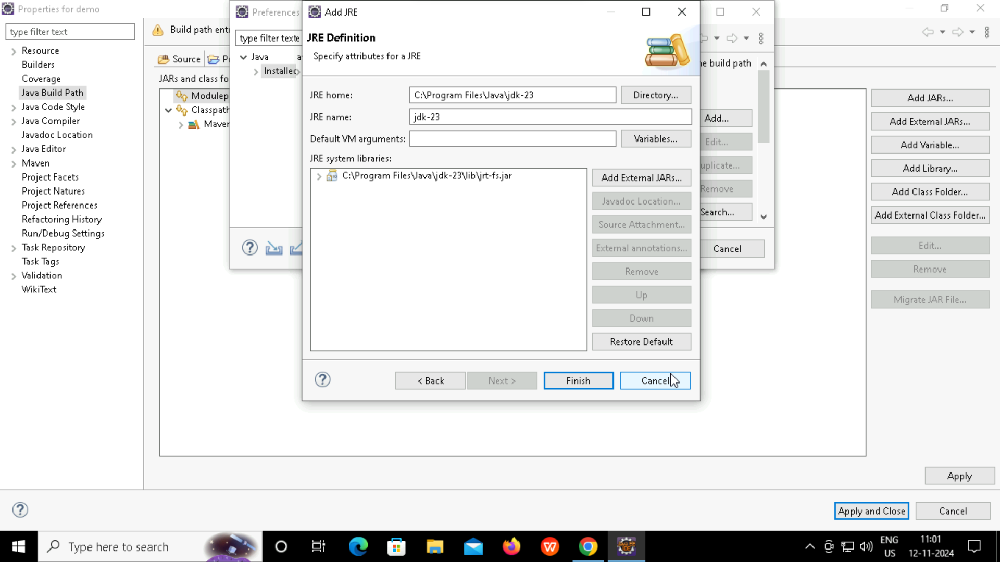 Properties for demo
type filter text
Resource
Builders
Coverage
Java Build Path
Java Code Style
Java Compiler
Javadoc Location
Java Editor
Maven
Project Facets
Project Natures
Project References
Refactoring History
Run/Debug Settings
Task Repository
Task Tags
Validation
WikiText
Build path ent
Source
JARs and class fo
Modulep
Classpath
Maven
Preferences
type filter texte
Java
Installed
Add JRE
JRE Definition
Specify attributes for a JRE
JRE home:
C:\Program Files\Java\jdk-23
Directory...
JRE name:
jdk-23
Default VM arguments:
Variables...
JRE system libraries:
C:\Program Files\Java\jdk-23\lib\jrt-fs.jar
Add External JARs...
Javadoc Location...
Source Attachment...
External annotations...
Remove
Up
Down
Restore Default
< Back
Next >
Finish
Cancel
build path
Add...
Edit...
uplicate...
Remove
Search...
Cancel
Add JARs...
Add External JARs...
Add Variable...
Add Library...
Add Class Folder...
Add External Class Folder...
Edit...
Remove
Migrate JAR File...
Apply
Apply and Close
Cancel
Type here to search
ENG
US
11:01
12-11-2024